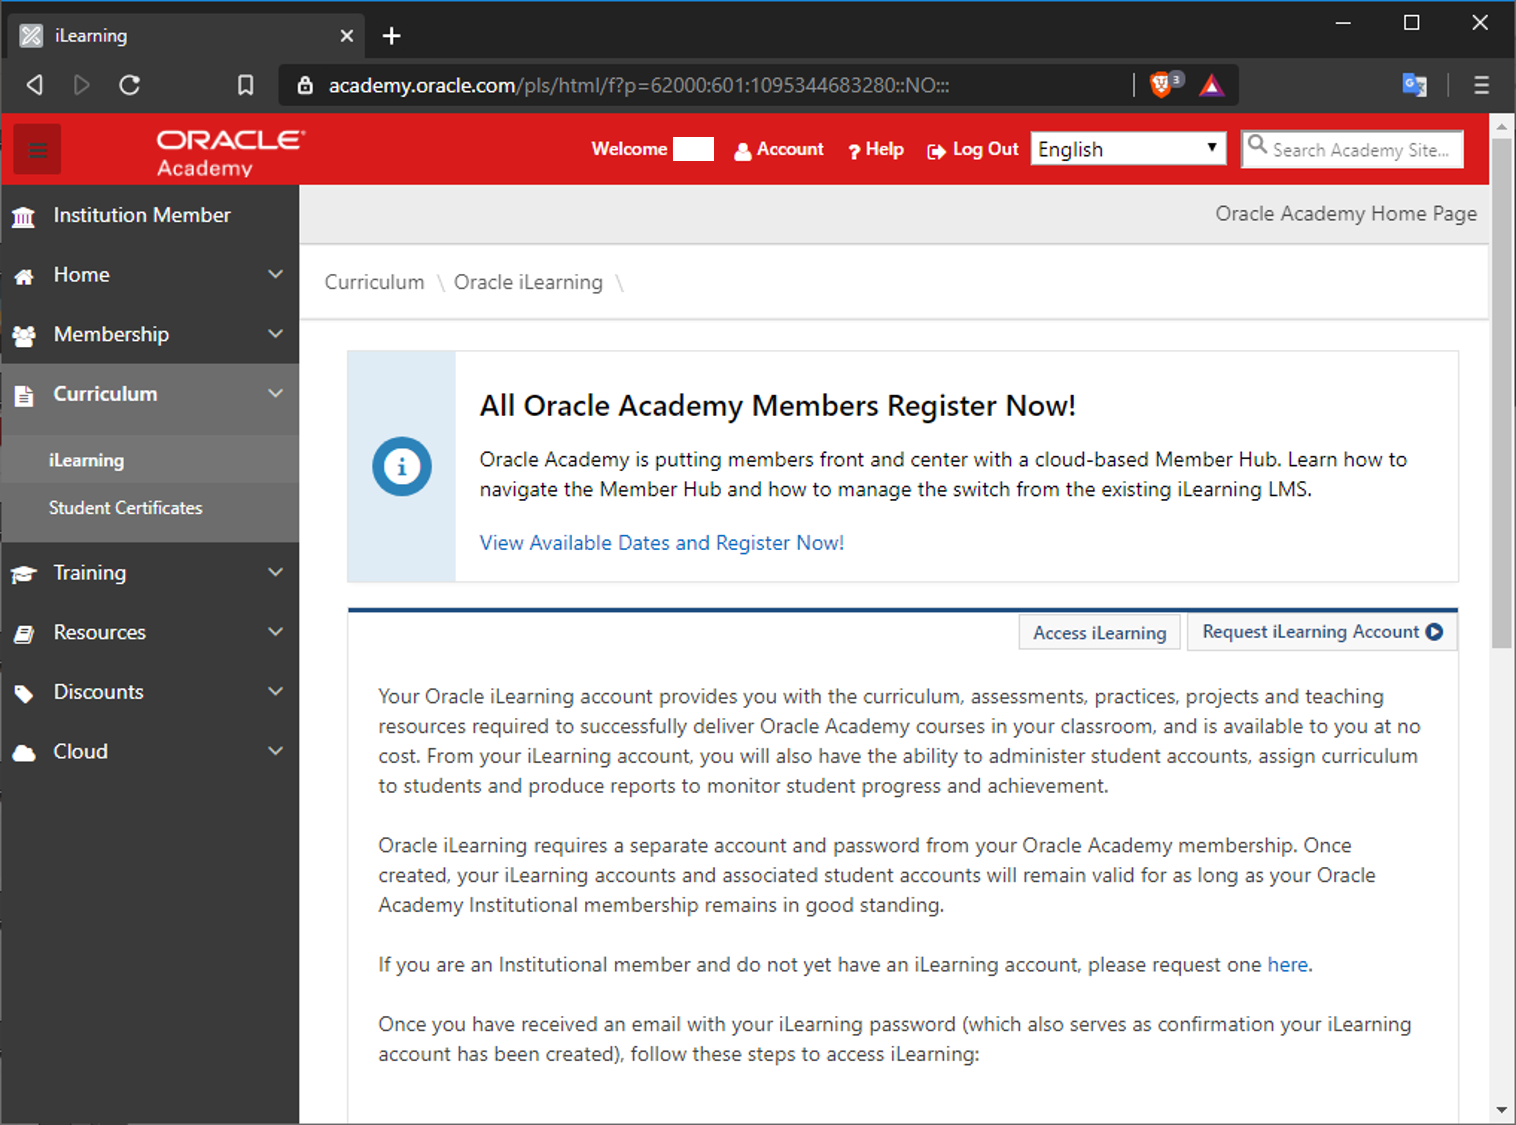 iLearning
academy.oracle.com/pls/html/f?p=62000:601:1095344683280::NO:::
3
ORACLE
Academy
Welcome
Account
? Help
Log Out
English
Search Academy Site...
Institution Member
Home
Membership
Curriculum
iLearning
Student Certificates
Training
Resources
Discounts
Cloud
Oracle Academy Home Page
Curriculum \ Oracle iLearning \
All Oracle Academy Members Register Now!
Oracle Academy is putting members front and center with a cloud-based Member Hub. Learn how to
navigate the Member Hub and how to manage the switch from the existing iLearning LMS.
View Available Dates and Register Now!
Access iLearning
Request iLearning Account
Your Oracle iLearning account provides you with the curriculum, assessments, practices, projects and teaching
resources required to successfully deliver Oracle Academy courses in your classroom, and is available to you at no
cost. From your iLearning account, you will also have the ability to administer student accounts, assign curriculum
to students and produce reports to monitor student progress and achievement.
Oracle iLearning requires a separate account and password from your Oracle Academy membership. Once
created, your iLearning accounts and associated student accounts will remain valid for as long as your Oracle
Academy Institutional membership remains in good standing.
If you are an Institutional member and do not yet have an iLearning account, please request one here.
Once you have received an email with your iLearning password (which also serves as confirmation your iLearning
account has been created), follow these steps to access iLearning: